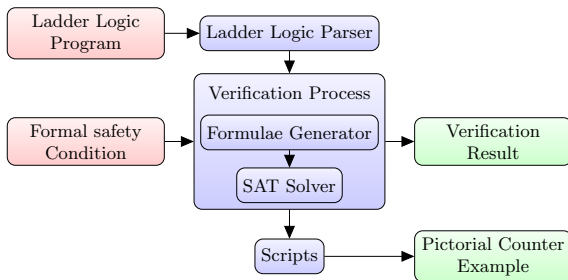 Ladder Logic
Program
Ladder Logic Parser
Verification Process
Formulae Generator
SAT Solver
Formal safety
Condition
Verification
Result
Scripts
Pictorial Counter
Example